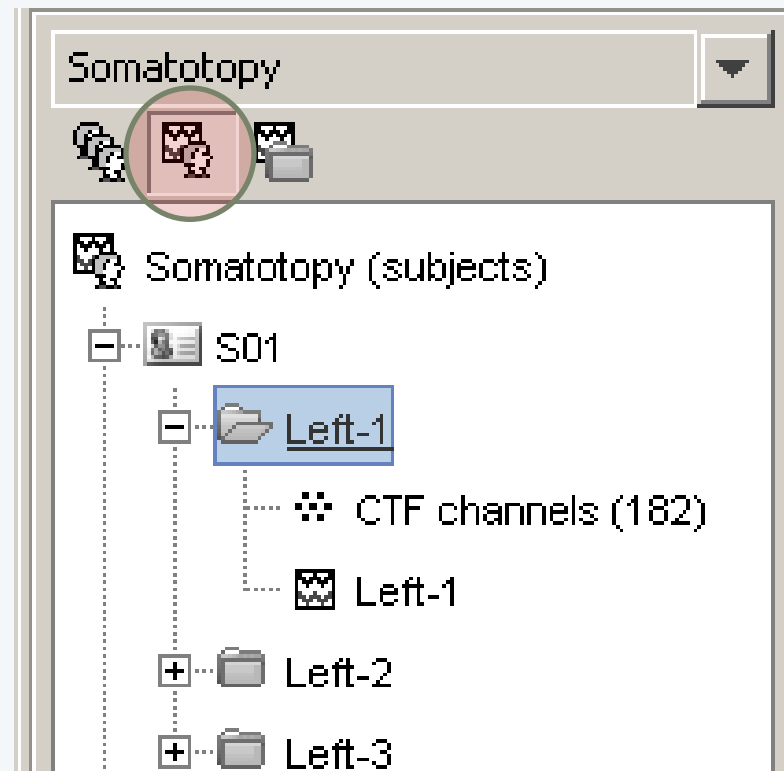 Somatotopy
Somatotopy (subjects)
S01
Left-1
CTF channels (182)
Left-1
Left-2
Left-3